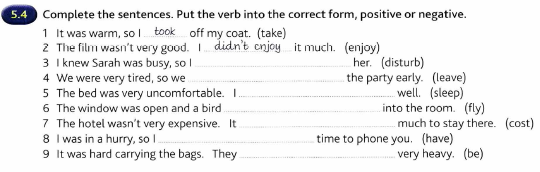 5.4 Complete the sentences. Put the verb into the correct form, positive or negative.
1 It was warm, so I took off my coat. (take)
2 The film wasn't very good. I didn't enjoy it much. (enjoy)
3 I knew Sarah was busy, so I her. (disturb)
4 We were very tired, so we the party early. (leave)
5 The bed was very uncomfortable. I well. (sleep)
6 The window was open and a bird into the room. (fly)
7 The hotel wasn't very expensive. It much to stay there. (cost)
8 I was in a hurry, so I time to phone you. (have)
9 It was hard carrying the bags. They very heavy. (be)